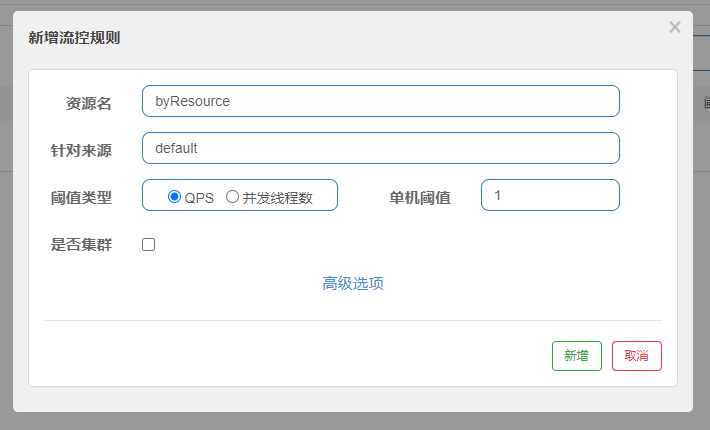 新增流控规则 ×
资源名 byResource
针对来源 default
阈值类型 QPS 并发线程数 单机阈值 1
是否集群
高级选项
新增 取消